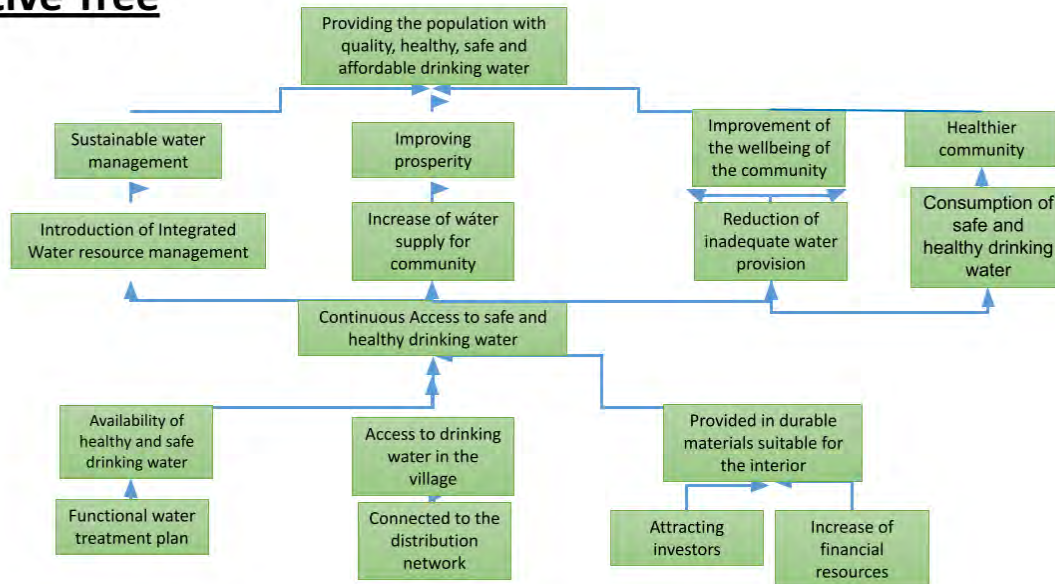 tive Tree
Providing the population with
quality, healthy, safe and
affordable drinking water
Sustainable water
management
Improving
prosperity
Improvement of
the wellbeing of
the community
Healthier
community
Introduction of Integrated
Water resource management
Increase of wáter
supply for
community
Reduction of
inadequate water
provision
Consumption of
safe and
healthy drinking
water
Continuous Access to safe and
healthy drinking water
Availability of
healthy and safe
drinking water
Access to drinking
water in the
village
Provided in durable
materials suitable for
the interior
Functional water
treatment plan
Connected to the
distribution
network
Attracting
investors
Increase of
financial
resources